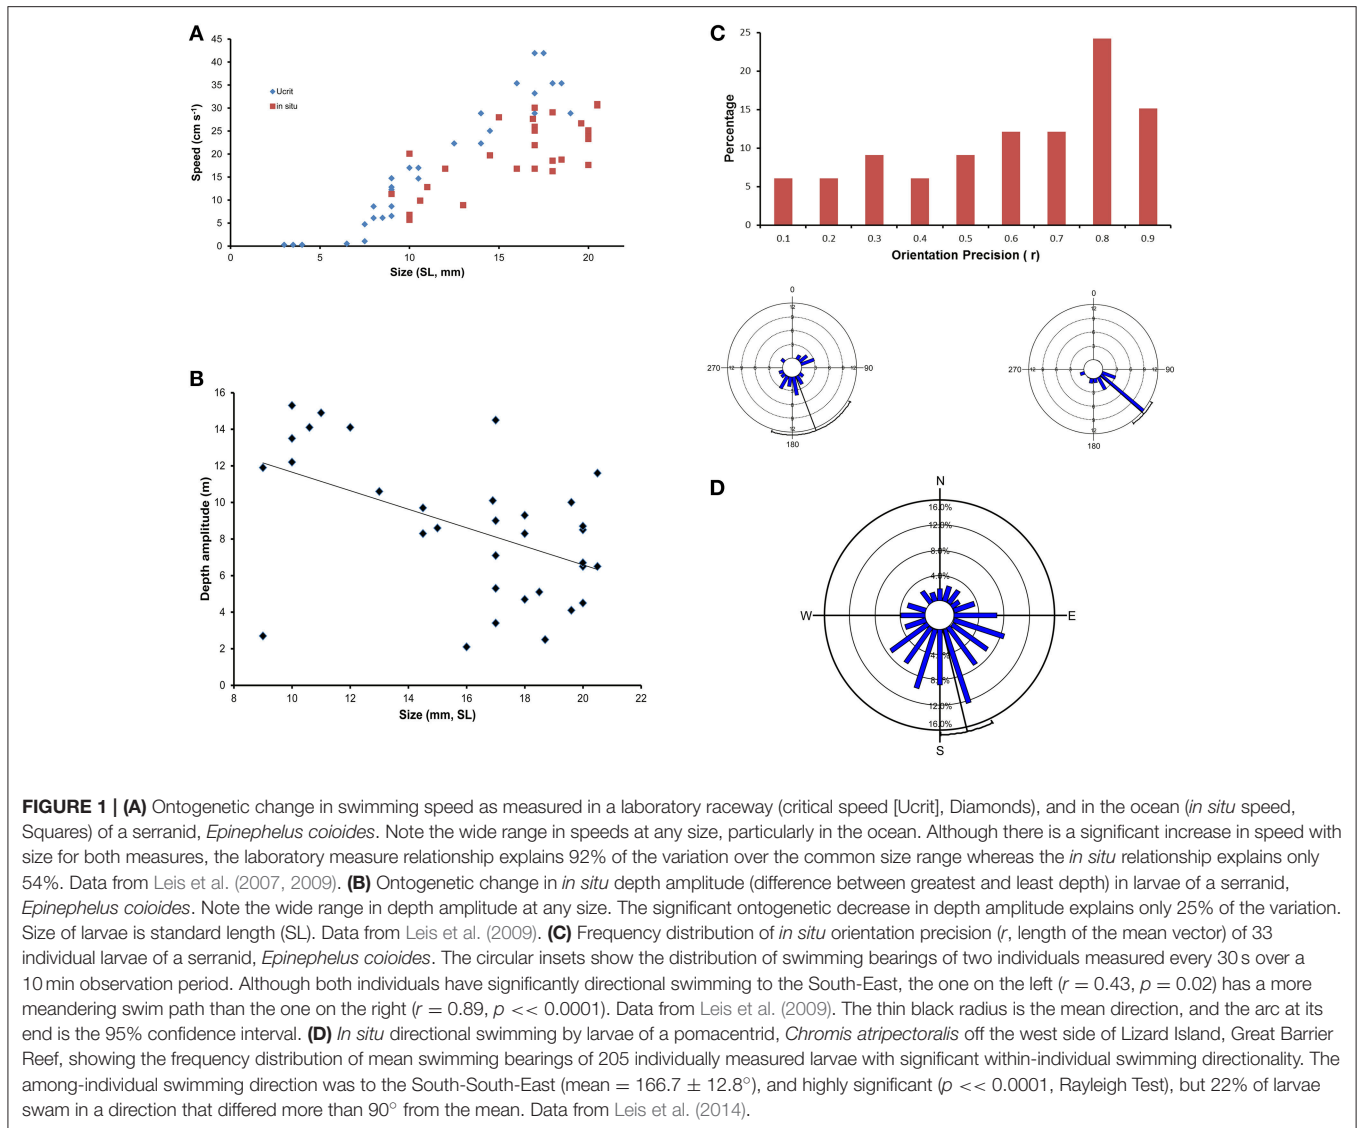 A
Speed (cm s⁻¹)
45
40
35
30
25
20
15
10
5
0
Ucrit
in situ
0 5 10 15 20
Size (SL, mm)
C
Percentage
25
20
15
10
5
0
0.1 0.2 0.3 0.4 0.5 0.6 0.7 0.8 0.9
Orientation Precision ( r)
0
270
90
180
12 9 6 3 3 6 9 12
0
270
90
180
12 9 6 3 3 6 9 12
B
Depth amplitude (m)
16
14
12
10
8
6
4
2
0
8 10 12 14 16 18 20 22
Size (mm, SL)
D
N
16.0%
12.0%
8.0%
4.0%
W
E
12.0%
16.0%
S
FIGURE 1 | (A) Ontogenetic change in swimming speed as measured in a laboratory raceway (critical speed [Ucrit], Diamonds), and in the ocean (in situ speed,
Squares) of a serranid, Epinephelus coioides. Note the wide range in speeds at any size, particularly in the ocean. Although there is a significant increase in speed with
size for both measures, the laboratory measure relationship explains 92% of the variation over the common size range whereas the in situ relationship explains only
54%. Data from Leis et al. (2007, 2009). (B) Ontogenetic change in in situ depth amplitude (difference between greatest and least depth) in larvae of a serranid,
Epinephelus coioides. Note the wide range in depth amplitude at any size. The significant ontogenetic decrease in depth amplitude explains only 25% of the variation.
Size of larvae is standard length (SL). Data from Leis et al. (2009). (C) Frequency distribution of in situ orientation precision (r, length of the mean vector) of 33
individual larvae of a serranid, Epinephelus coioides. The circular insets show the distribution of swimming bearings of two individuals measured every 30 s over a
10 min observation period. Although both individuals have significantly directional swimming to the South-East, the one on the left (r = 0.43, p = 0.02) has a more
meandering swim path than the one on the right (r = 0.89, p << 0.0001). Data from Leis et al. (2009). The thin black radius is the mean direction, and the arc at its
end is the 95% confidence interval. (D) In situ directional swimming by larvae of a pomacentrid, Chromis atripectoralis off the west side of Lizard Island, Great Barrier
Reef, showing the frequency distribution of mean swimming bearings of 205 individually measured larvae with significant within-individual swimming directionality. The
among-individual swimming direction was to the South-South-East (mean = 166.7 ± 12.8°), and highly significant (p << 0.0001, Rayleigh Test), but 22% of larvae
swam in a direction that differed more than 90° from the mean. Data from Leis et al. (2014).